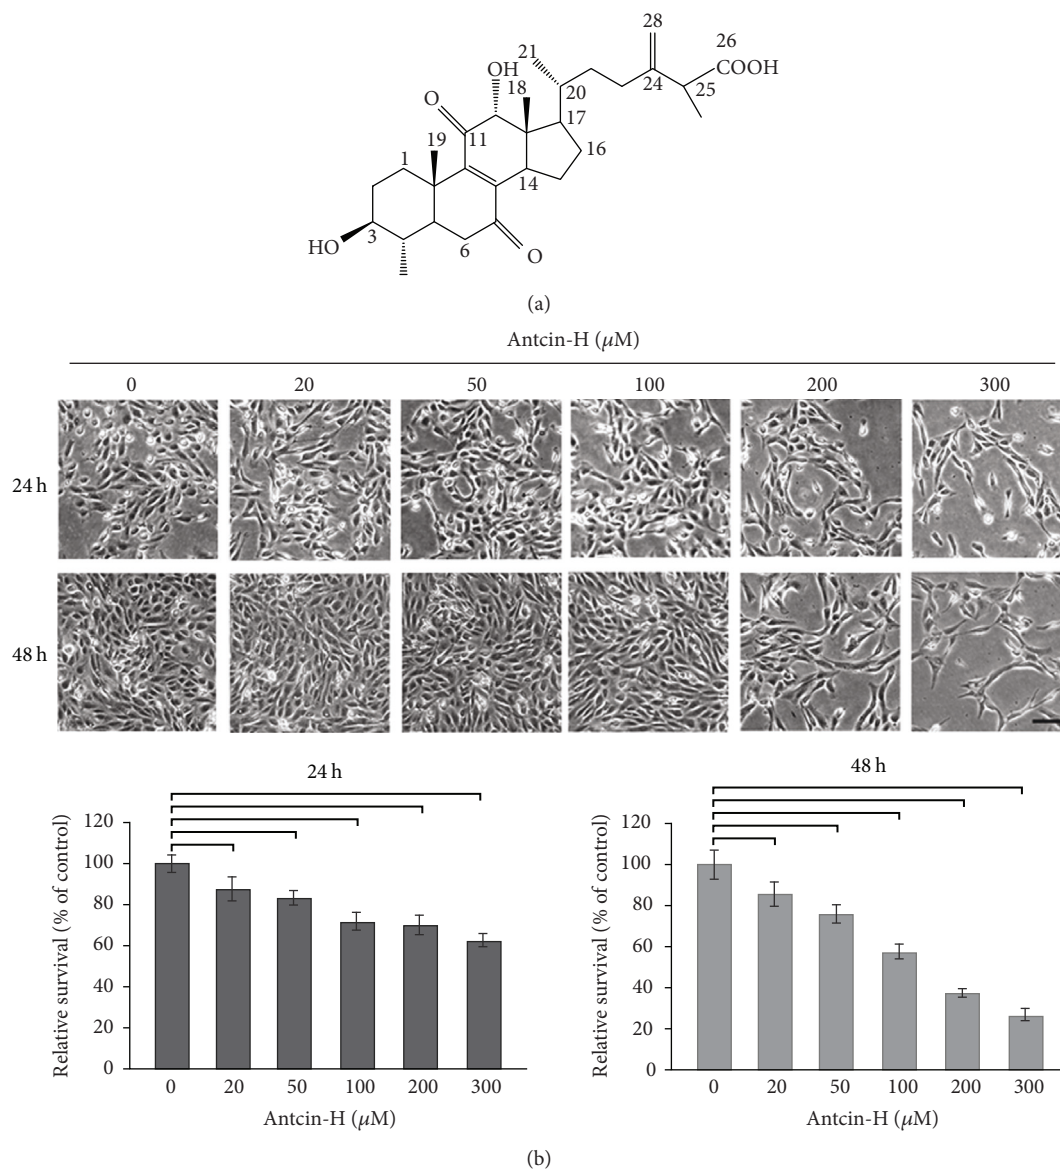 28
21
26
OH
COOH
24
25
18
20
O
17
19
11
16
1
14
HO
3
6
O
(a)
Antcin-H (μM)
0 20 50 100 200 300
24 h
48 h
24 h
Relative survival (% of control)
120
100
80
60
40
20
0
0 20 50 100 200 300
Antcin-H (μM)
48 h
Relative survival (% of control)
120
100
80
60
40
20
0
0 20 50 100 200 300
Antcin-H (μM)
(b)